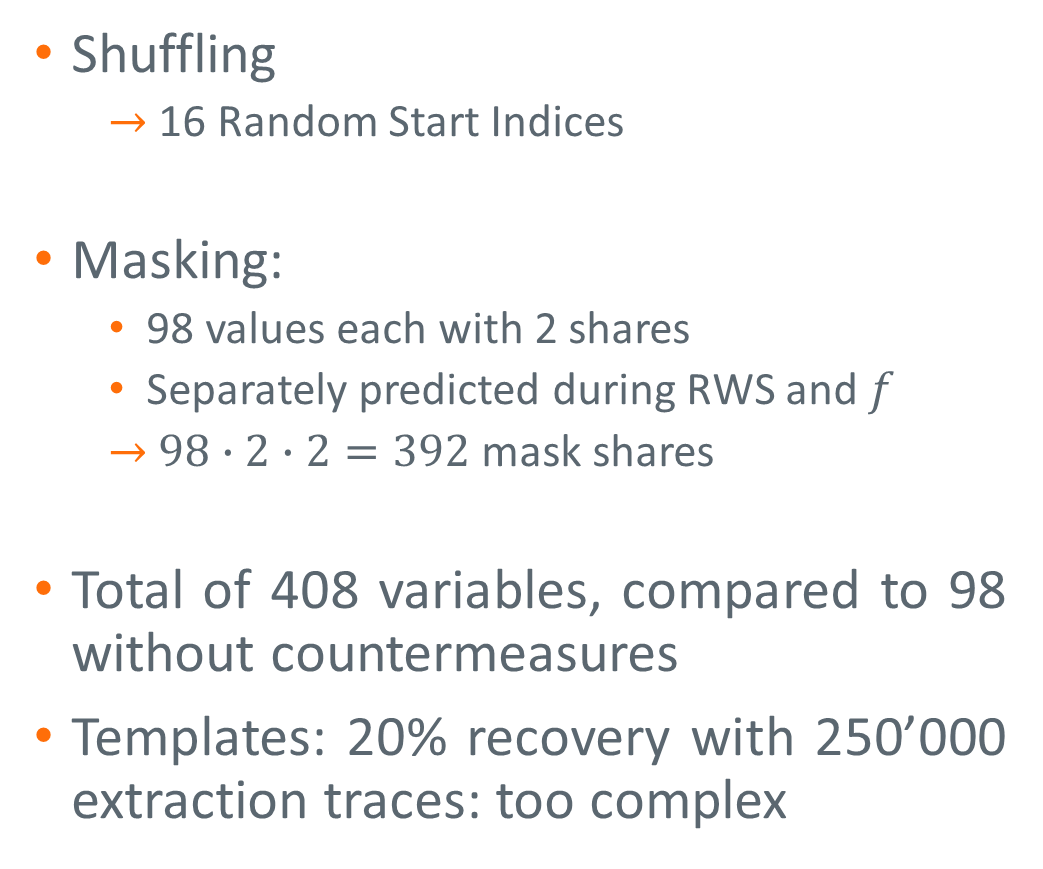 • Shuffling
→ 16 Random Start Indices
• Masking:
• 98 values each with 2 shares
• Separately predicted during RWS and 𝑓
→ 98 · 2 · 2 = 392 mask shares
• Total of 408 variables, compared to 98
without countermeasures
• Templates: 20% recovery with 250’000
extraction traces: too complex